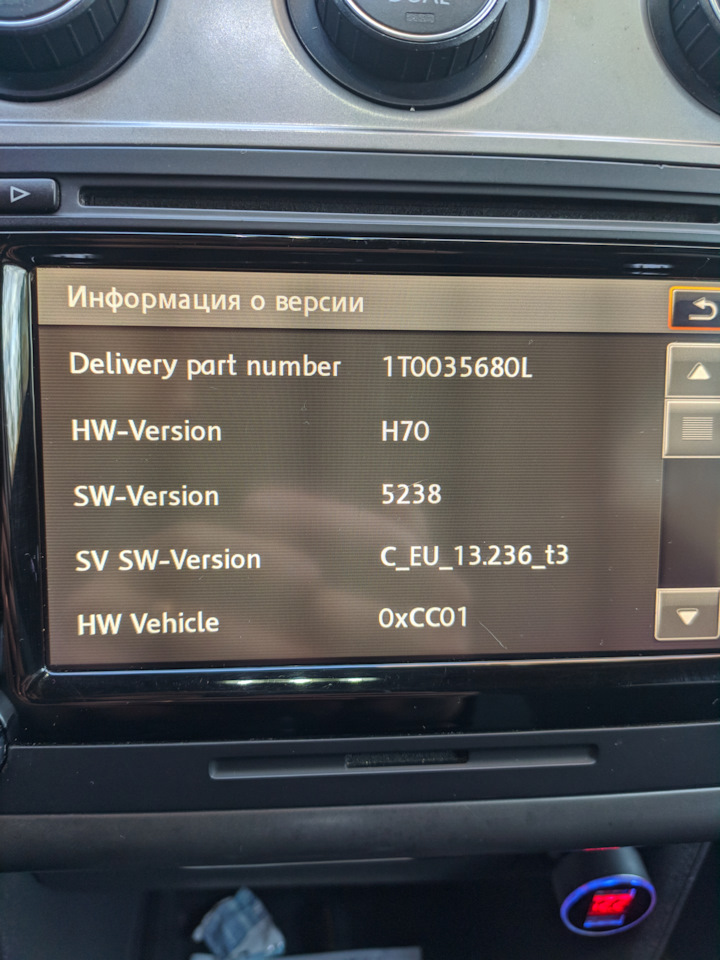 DUAL
Информация о версии
Delivery part number 1T0035680L
HW-Version H70
SW-Version 5238
SV SW-Version C_EU_13.236_t3
HW Vehicle 0xCC01